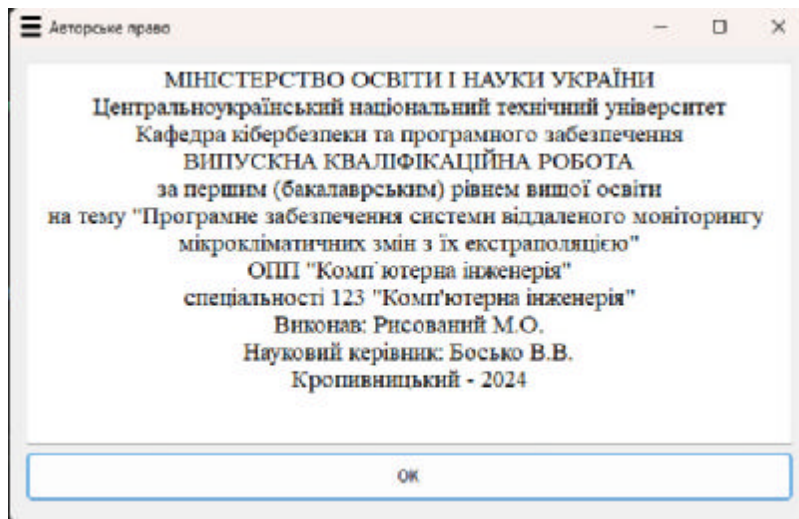 Авторське право
МІНІСТЕРСТВО ОСВІТИ І НАУКИ УКРАЇНИ
Центральноукраїнський національний технічний університет
Кафедра кібербезпеки та програмного забезпечення
ВИПУСКНА КВАЛІФІКАЦІЙНА РОБОТА
за першим (бакалаврським) рівнем вищої освіти
на тему "Програмне забезпечення системи віддаленого моніторингу
мікрокліматичних змін з їх екстраполяцією"
ОПП "Комп'ютерна інженерія"
спеціальності 123 "Комп'ютерна інженерія"
Виконав: Рисований М.О.
Науковий керівник: Босько В.В.
Кропивницький - 2024
OK